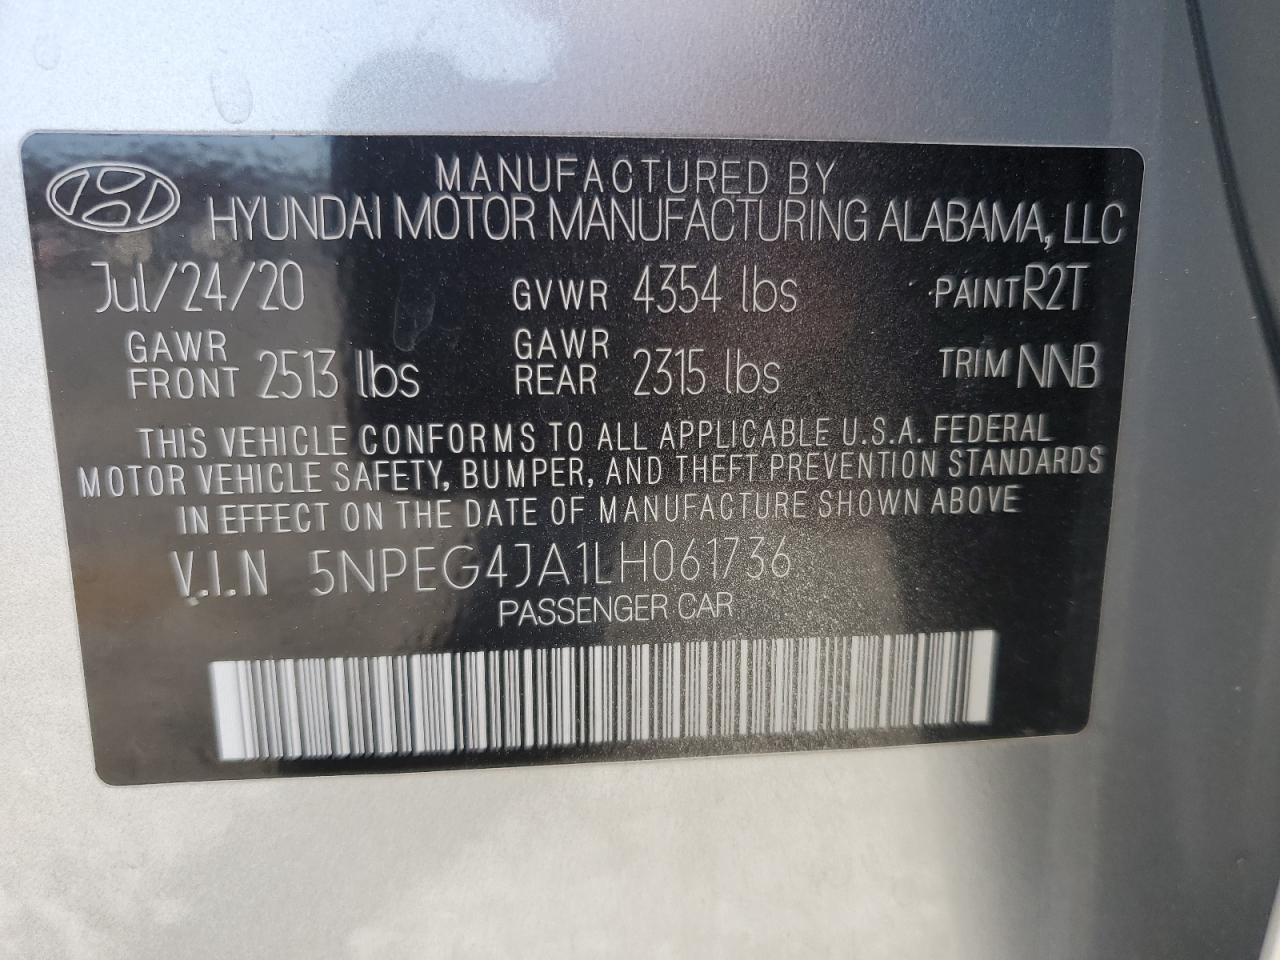 MANUFACTURED BY
HYUNDAI MOTOR MANUFACTURING ALABAMA, LLC
Jul/24/20 GVWR 4354 lbs PAINT R2T
GAWR FRONT 2513 lbs GAWR REAR 2315 lbs TRIM NNB
THIS VEHICLE CONFORMS TO ALL APPLICABLE U.S.A. FEDERAL
MOTOR VEHICLE SAFETY, BUMPER, AND THEFT PREVENTION STANDARDS
IN EFFECT ON THE DATE OF MANUFACTURE SHOWN ABOVE
V.I.N 5NPEG4JA1LH061736
PASSENGER CAR